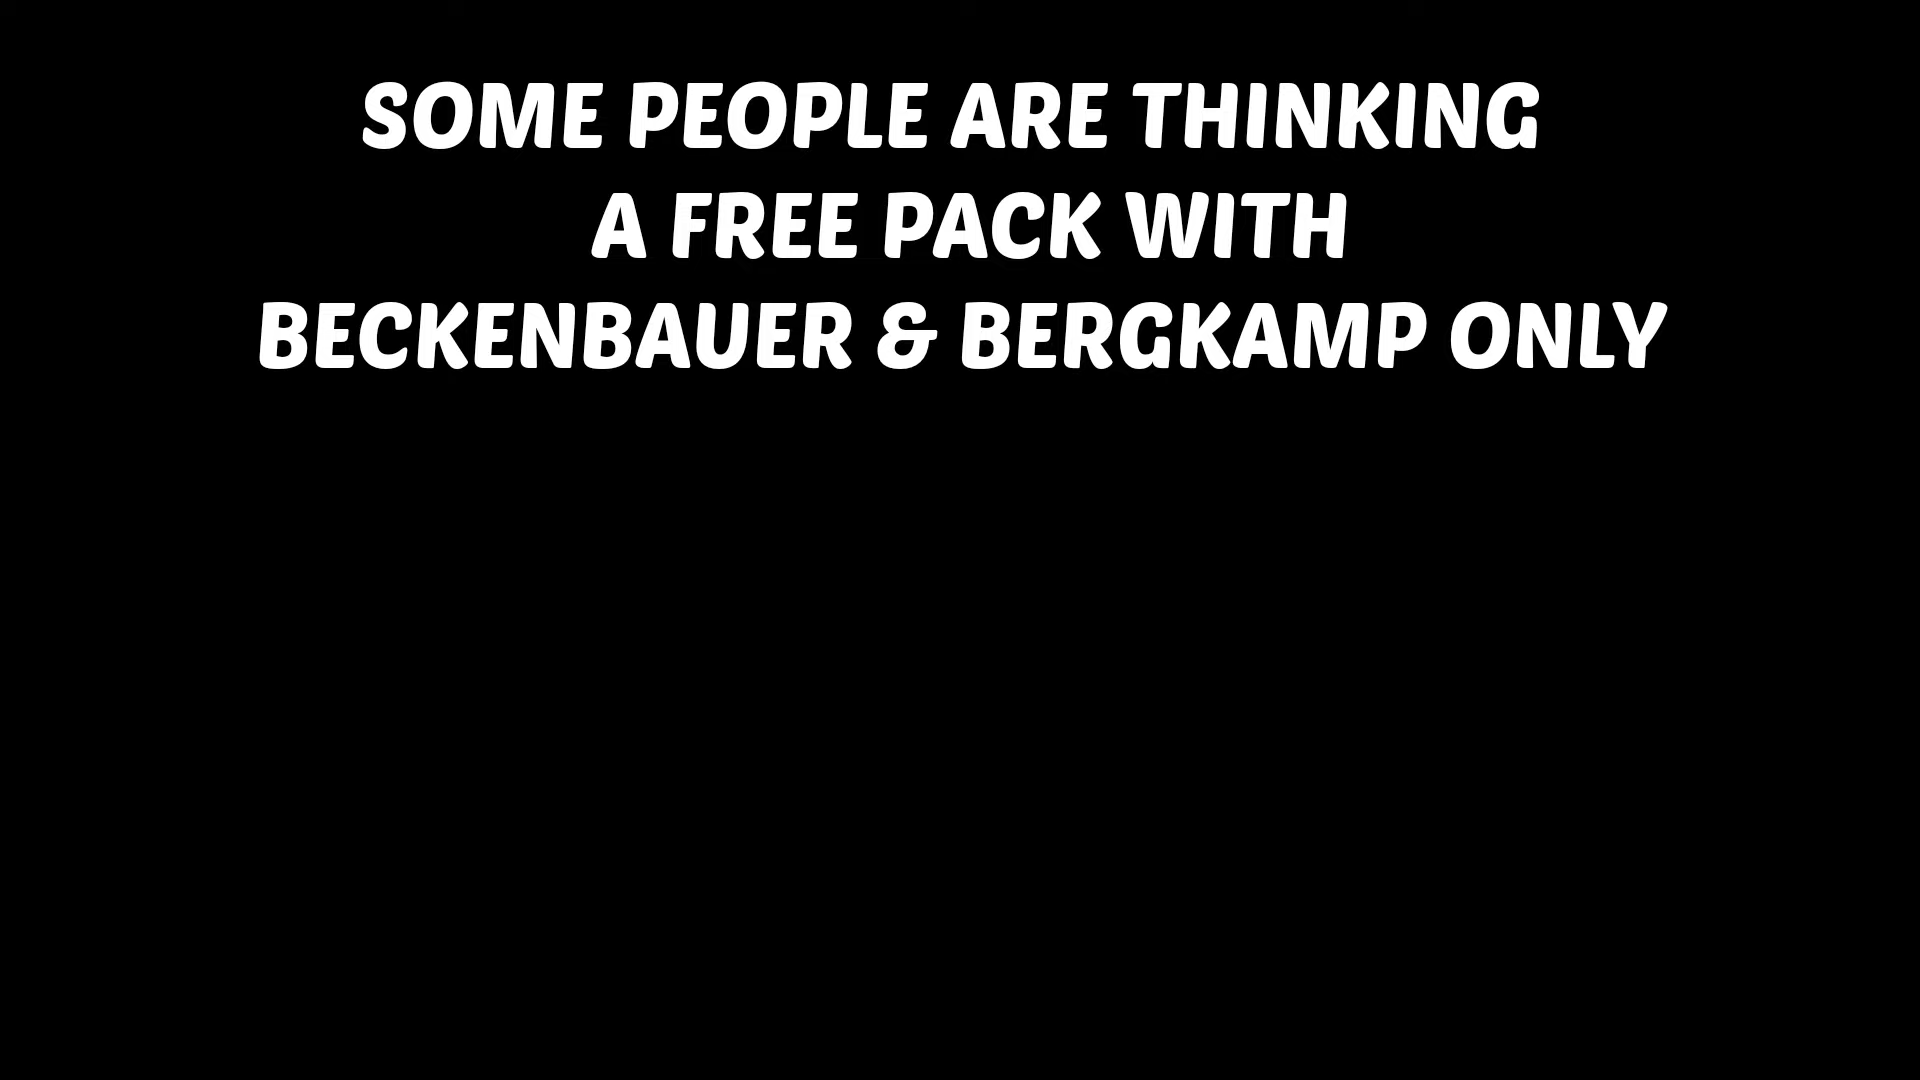 SOME PEOPLE ARE THINKING
A FREE PACK WITH
BECKENBAUER & BERGKAMP ONLY